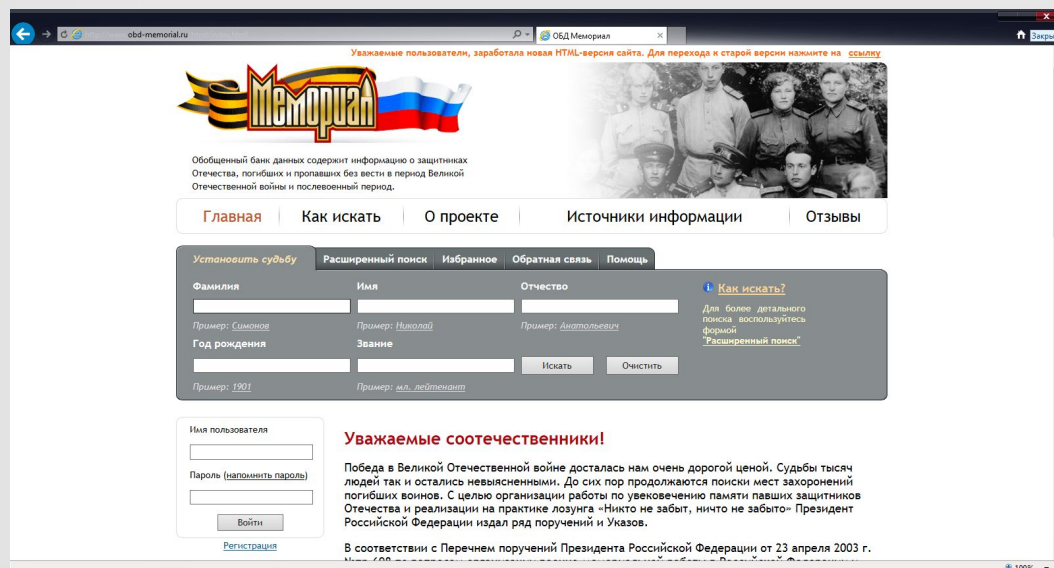 obd-memorial.ru
ОБД Мемориал
Закры
Уважаемые пользователи, заработала новая HTML-версия сайта. Для перехода к старой версии нажмите на ссылку
Мемориал
Обобщенный банк данных содержит информацию о защитниках
Отечества, погибших и пропавших без вести в период Великой
Отечественной войны и послевоенный период.
Главная Как искать О проекте Источники информации Отзывы
Установить судьбу Расширенный поиск Избранное Обратная связь Помощь
Фамилия Имя Отчество
Как искать?
Для более детального
поиска воспользуйтесь
формой
"Расширенный поиск"
Пример: Симонов Пример: Николай Пример: Анатольевич
Год рождения Звание
Искать Очистить
Пример: 1901 Пример: мл. лейтенант
Имя пользователя
Пароль (напомнить пароль)
Войти
Регистрация
Уважаемые соотечественники!
Победа в Великой Отечественной войне досталась нам очень дорогой ценой. Судьбы тысяч
людей так и остались невыясненными. До сих пор продолжаются поиски мест захоронений
погибших воинов. С целью организации работы по увековечению памяти павших защитников
Отечества и реализации на практике лозунга «Никто не забыт, ничто не забыто» Президент
Российской Федерации издал ряд поручений и Указов.
В соответствии с Перечнем поручений Президента Российской Федерации от 23 апреля 2003 г.
100%